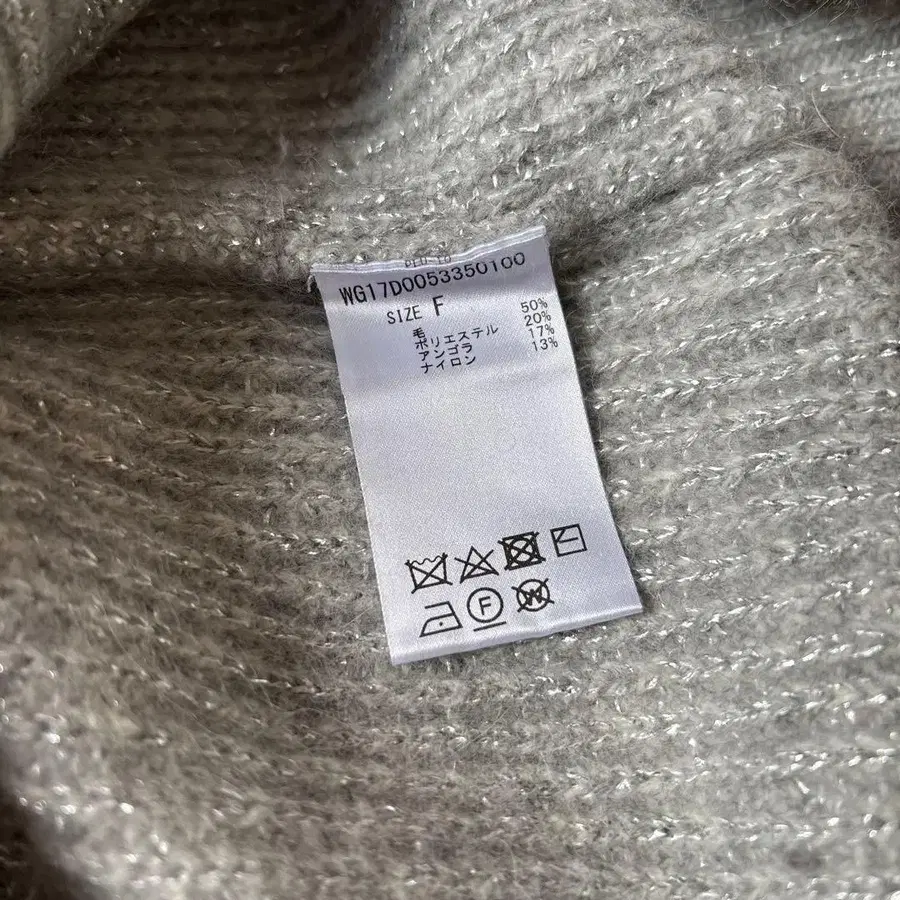 WG17D0053350100
SIZE F
毛 50%
ポリエステル 20%
アンゴラ 17%
ナイロン 13%
F
W